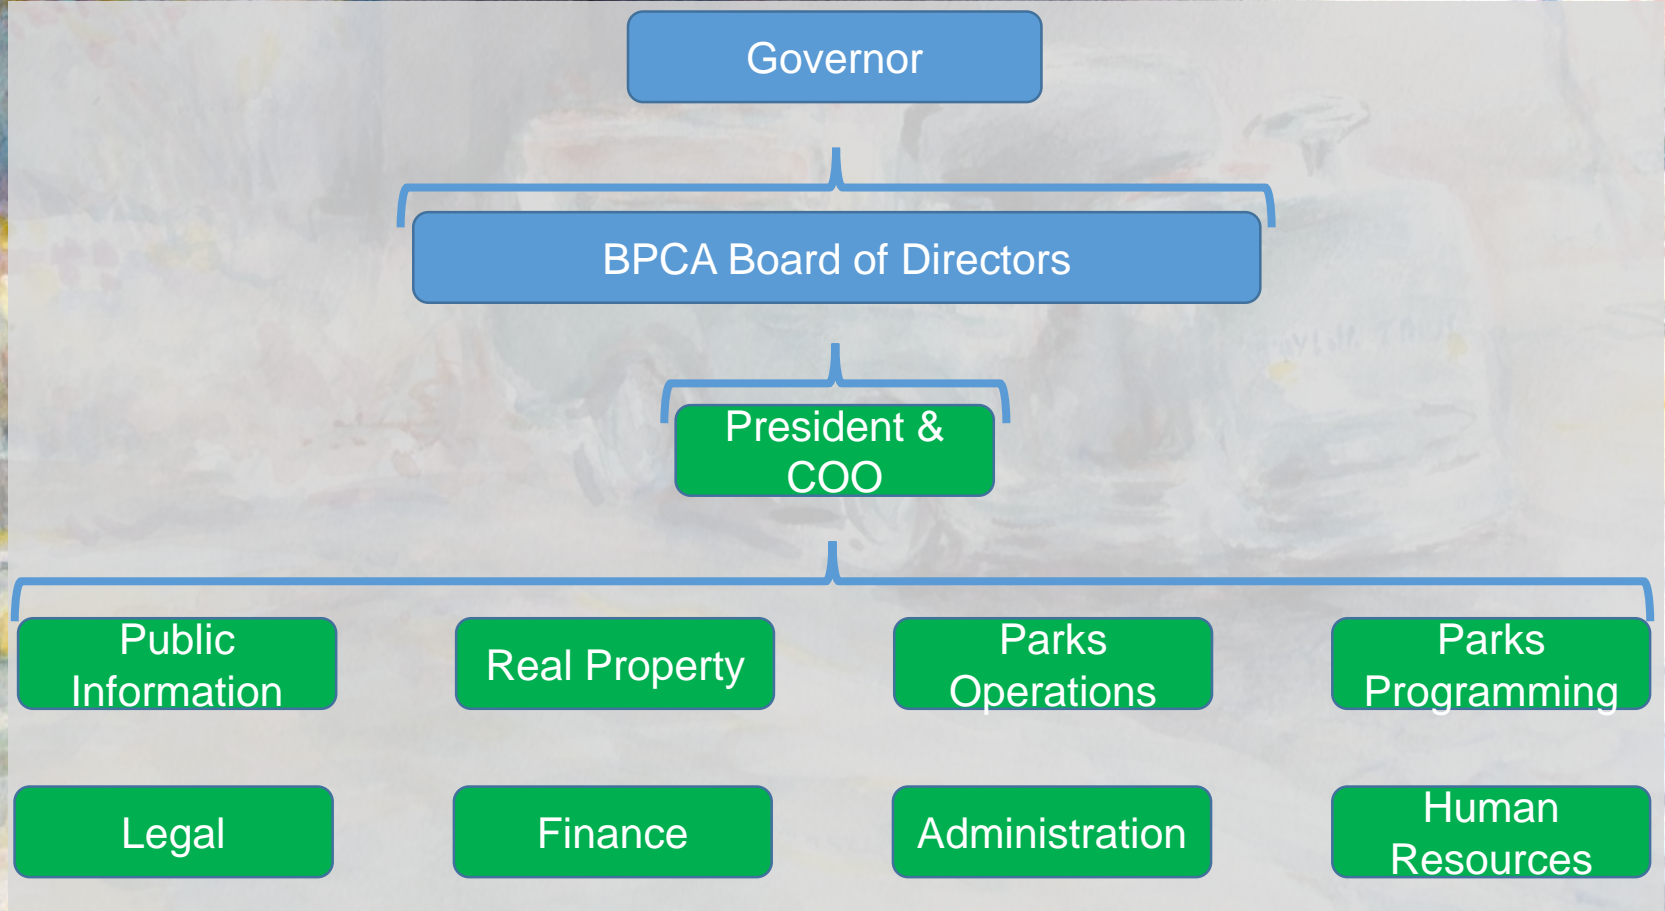 Governor
BPCA Board of Directors
President &
COO
Public
Information
Real Property
Parks
Operations
Parks
Programming
Legal
Finance
Administration
Human
Resources